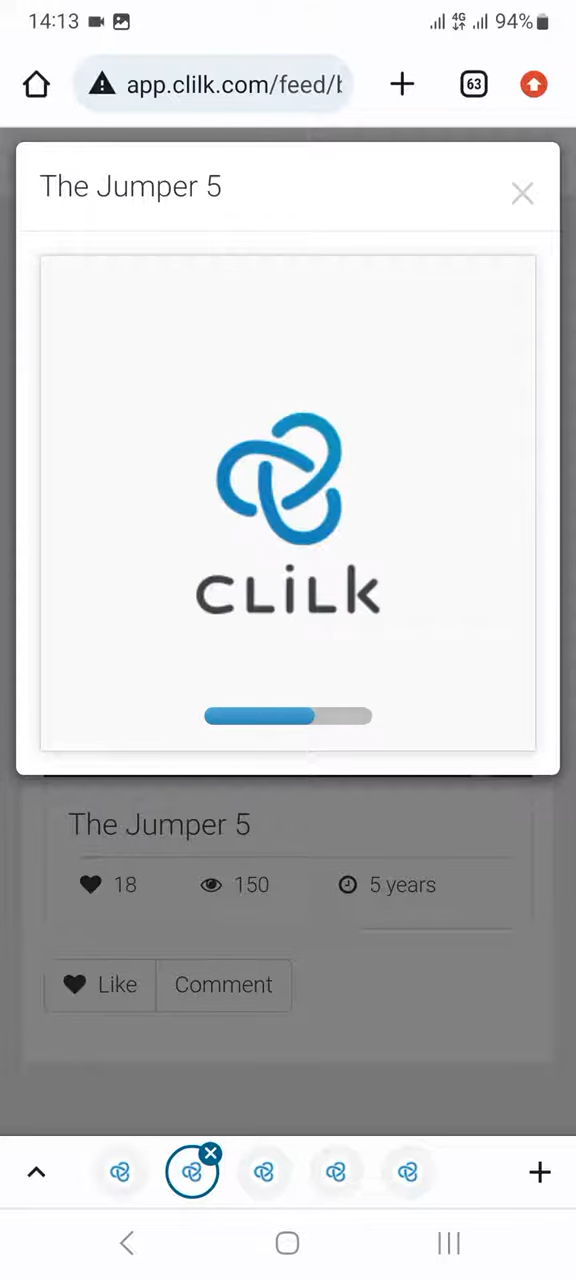 14:13 4G 94%
app.clilk.com/feed/b
63
The Jumper 5
CLiLk
The Jumper 5
18 150 5 years
Like Comment